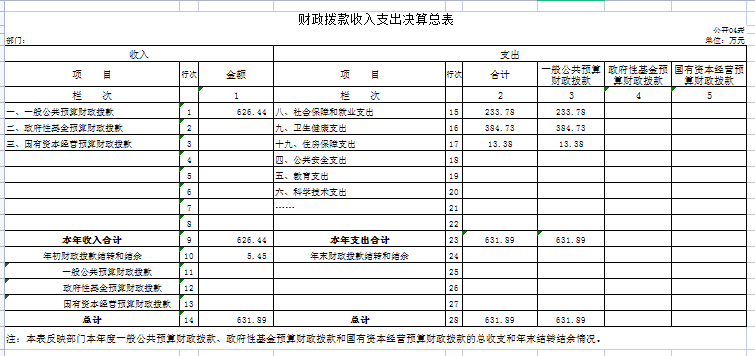 财政拨款收入支出决算总表
公开04表
部门： 单位：万元
收入 支出
项 目 行次 金额 项 目 行次 合计 一般公共预算财政拨款 政府性基金预算财政拨款 国有资本经营预算财政拨款
栏 次 1 栏 次 2 3 4 5
一、一般公共预算财政拨款 1 626.44 八、社会保障和就业支出 15 233.78 233.78
二、政府性基金预算财政拨款 2 九、卫生健康支出 16 384.73 384.73
三、国有资本经营预算财政拨款 3 十九、住房保障支出 17 13.38 13.38
4 四、公共安全支出 18
5 五、教育支出 19
6 六、科学技术支出 20
7 …… 21
8 22
本年收入合计 9 626.44 本年支出合计 23 631.89 631.89
年初财政拨款结转和结余 10 5.45 年末财政拨款结转和结余 24
一般公共预算财政拨款 11 25
政府性基金预算财政拨款 12 26
国有资本经营预算财政拨款 13 27
总计 14 631.89 总计 28 631.89 631.89
注：本表反映部门本年度一般公共预算财政拨款、政府性基金预算财政拨款和国有资本经营预算财政拨款的总收支和年末结转结余情况。